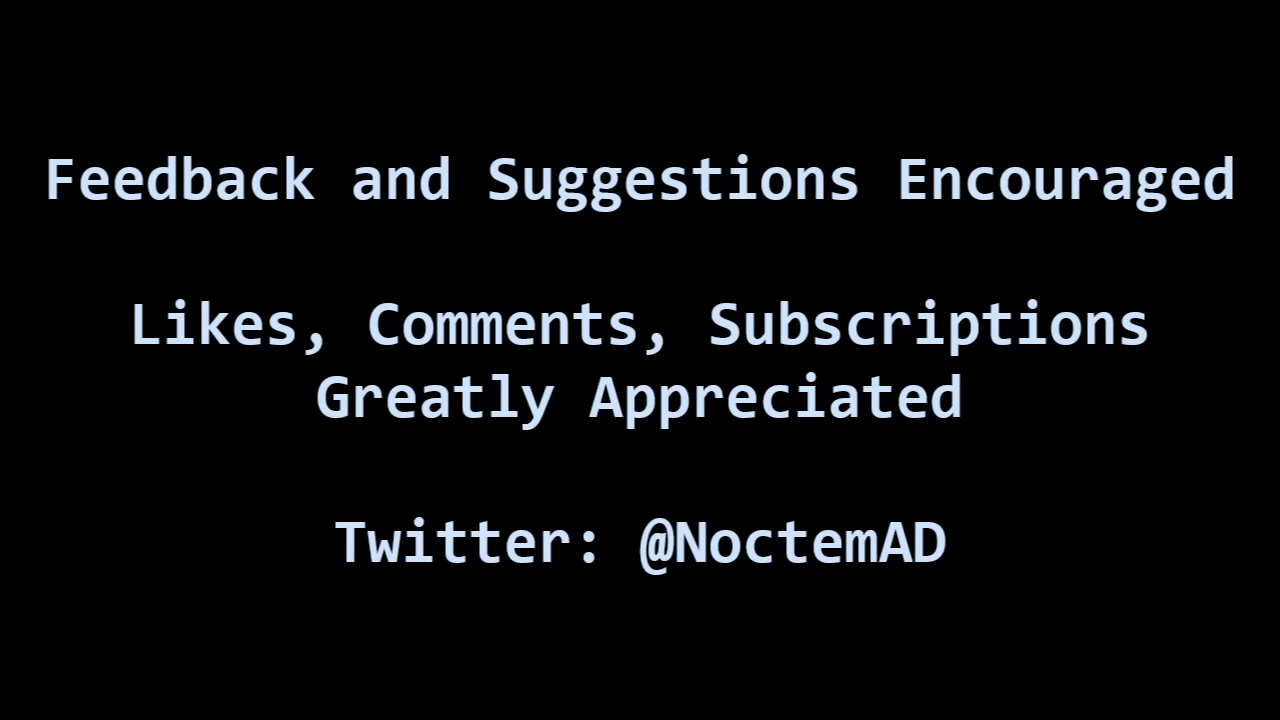 Feedback and Suggestions Encouraged
Likes, Comments, Subscriptions
Greatly Appreciated
Twitter: @NoctemAD